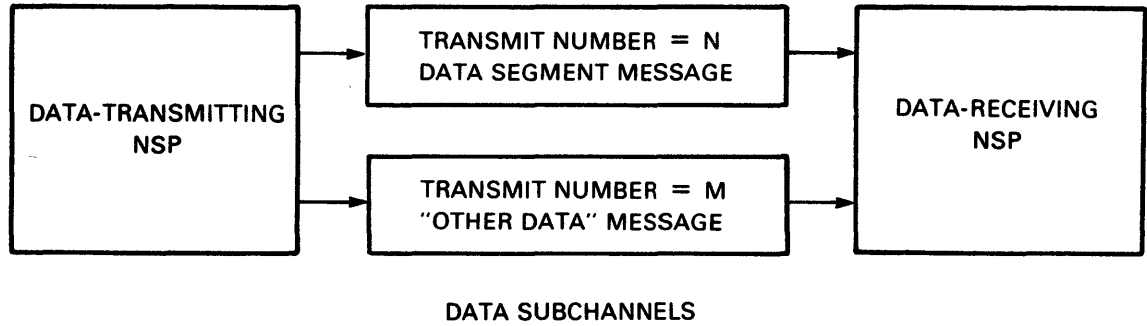 DATA-TRANSMITTING
NSP
TRANSMIT NUMBER = N
DATA SEGMENT MESSAGE
TRANSMIT NUMBER = M
"OTHER DATA" MESSAGE
DATA-RECEIVING
NSP
DATA SUBCHANNELS